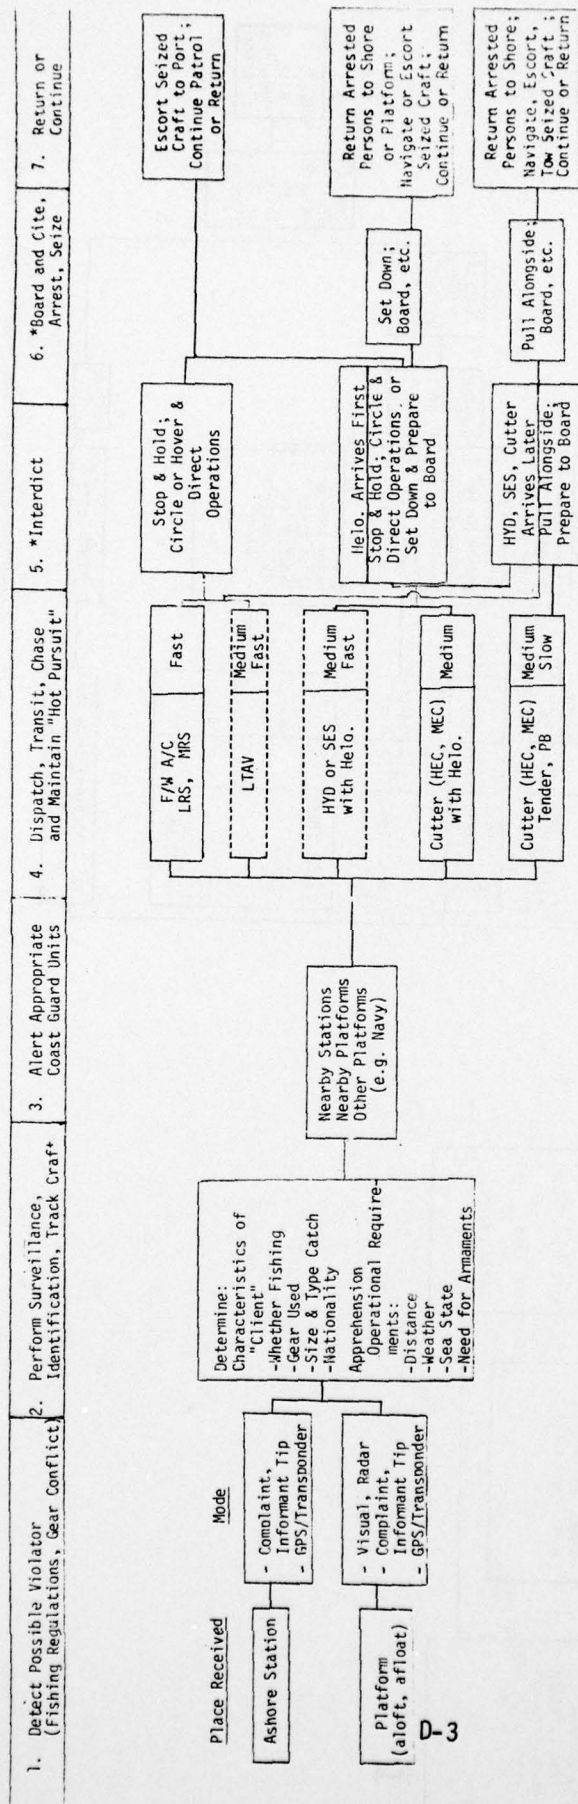 1. Detect Possible Violator
(Fishing Regulations, Gear Conflict)
2. Perform Surveillance,
Identification, Track Craft
3. Alert Appropriate
Coast Guard Units
4. Dispatch, Transit, Chase
and Maintain "Hot Pursuit"
5. *Interdict
6. *Board and Cite,
Arrest, Seize
7. Return or
Continue
Place Received
Mode
Ashore Station
- Comolaint,
Informant Tip
- GPS/Transponder
Platform
(aloft, afloat)
- Visual, Radar
- Complaint,
Informant Tip
- GPS/Transponder
Determine:
Characteristics of
"Client"
-Whether Fishing
-Gear Used
-Size & Type Catch
-Nationality
Apprehension
Operational Require-
ments:
-Distance
-Weather
-Sea State
-Need for Armaments
Nearby Stations
Nearby Platforms
Other Platforms
(e.g. Navy)
F/W A/C
LRS, MRS
Fast
LTAV
Medium
Fast
HYD or SES
with Helo.
Medium
Fast
Cutter (HEC, MEC)
with Helo.
Medium
Cutter (HEC, MEC)
Tender, PB
Medium
Slow
Stop & Hold;
Circle or Hover &
Direct
Operations
Helo. Arrives First
Stop & Hold; Circle &
Direct Operations. or
Set Down & Prepare
to Board
HYD, SES, Cutter
Arrives Later
Pull Alongside;
Prepare to Board
Set Down;
Board, etc.
Pull Alongside;
Board, etc.
Escort Seized
Craft to Port ;
Continue Patrol
or Return
Return Arrested
Persons to Shore
or Platform;
Navigate or Escort
Seized Craft;
Continue or Return
Return Arrested
Persons to Shore;
Navigate, Escort,
Tow Seized Craft ;
Continue or Return
D-3